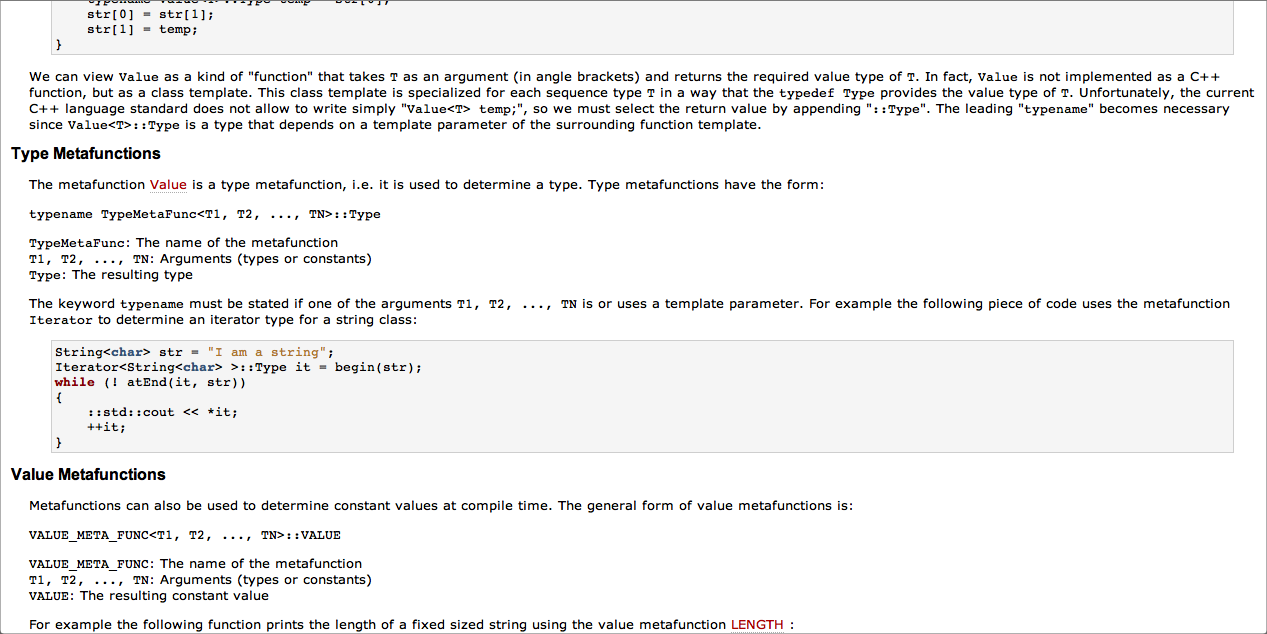 str[0] = str[1];
str[1] = temp;
}
We can view Value as a kind of "function" that takes T as an argument (in angle brackets) and returns the required value type of T. In fact, Value is not implemented as a C++
function, but as a class template. This class template is specialized for each sequence type T in a way that the typedef Type provides the value type of T. Unfortunately, the current
C++ language standard does not allow to write simply "Value<T> temp;", so we must select the return value by appending "::Type". The leading "typename" becomes necessary
since Value<T>::Type is a type that depends on a template parameter of the surrounding function template.
Type Metafunctions
The metafunction Value is a type metafunction, i.e. it is used to determine a type. Type metafunctions have the form:
typename TypeMetaFunc<T1, T2, ..., TN>::Type
TypeMetaFunc: The name of the metafunction
T1, T2, ..., TN: Arguments (types or constants)
Type: The resulting type
The keyword typename must be stated if one of the arguments T1, T2, ..., TN is or uses a template parameter. For example the following piece of code uses the metafunction
Iterator to determine an iterator type for a string class:
String<char> str = "I am a string";
Iterator<String<char> >::Type it = begin(str);
while (! atEnd(it, str))
{
::std::cout << *it;
++it;
}
Value Metafunctions
Metafunctions can also be used to determine constant values at compile time. The general form of value metafunctions is:
VALUE_META_FUNC<T1, T2, ..., TN>::VALUE
VALUE_META_FUNC: The name of the metafunction
T1, T2, ..., TN: Arguments (types or constants)
VALUE: The resulting constant value
For example the following function prints the length of a fixed sized string using the value metafunction LENGTH :